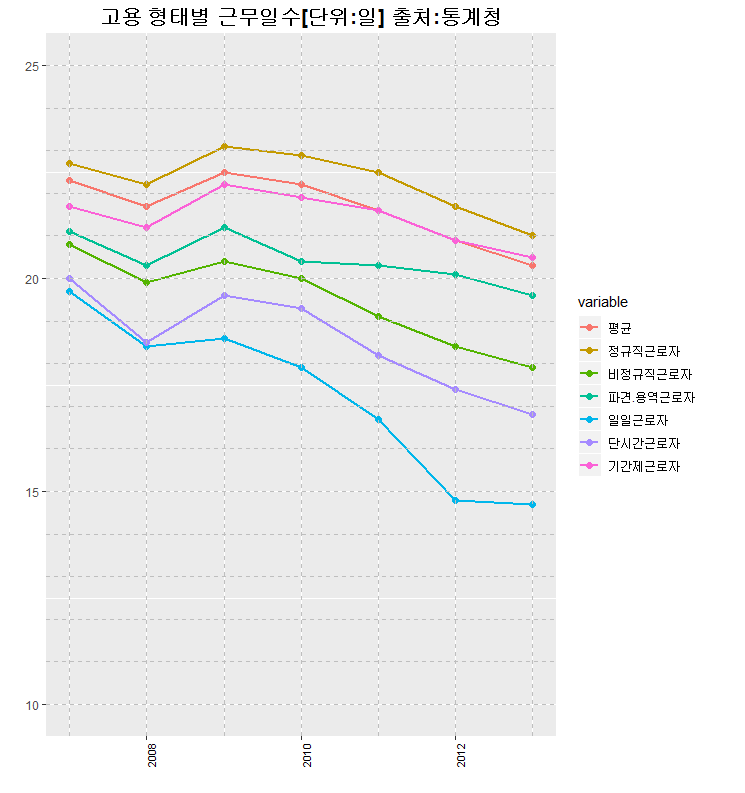 고용 형태별 근무일수[단위:일] 출처:통계청
25
20
15
10
2008
2010
2012
variable
평균
정규직근로자
비정규직근로자
파견.용역근로자
일일근로자
단시간근로자
기간제근로자